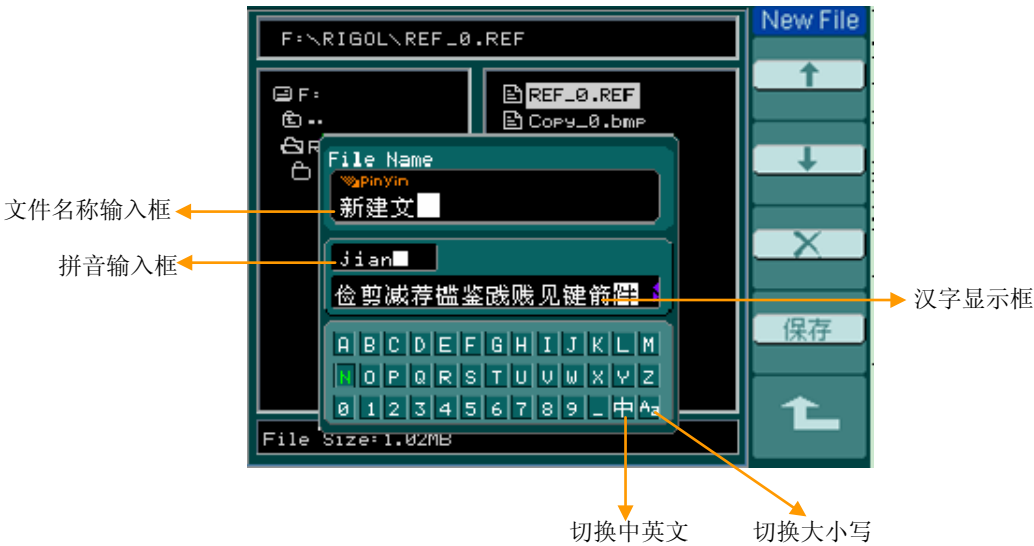 New File
F:\RIGOL\REF_0.REF
F:
REF_0.REF
..
Copy_0.bmp
R
File Name
PinYin
文件名称输入框
新建文
拼音输入框
jian
俭剪减荐槛鉴践贱见键箭件
汉字显示框
保存
A B C D E F G H I J K L M
N O P Q R S T U V W X Y Z
0 1 2 3 4 5 6 7 8 9 _ 中 Aa
File Size:1.02MB
切换中英文
切换大小写